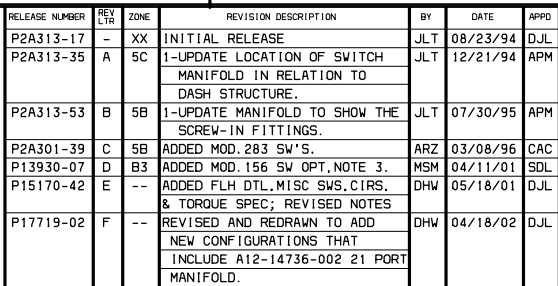 RELEASE NUMBER REV LTR ZONE REVISION DESCRIPTION BY DATE APPD
P2A313-17 - XX INITIAL RELEASE JLT 08/23/94 DJL
P2A313-35 A 5C 1-UPDATE LOCATION OF SWITCH JLT 12/21/94 APM
MANIFOLD IN RELATION TO
DASH STRUCTURE.
P2A313-53 B 5B 1-UPDATE MANIFOLD TO SHOW THE JLT 07/30/95 APM
SCREW-IN FITTINGS.
P2A301-39 C 5B ADDED MOD.283 SW'S. ARZ 03/08/96 CAC
P13930-07 D B3 ADDED MOD.156 SW OPT,NOTE 3. MSM 04/11/01 SDL
P15170-42 E -- ADDED FLH DTL,MISC SWS,CIRS, DHW 05/18/01 DJL
& TORQUE SPEC; REVISED NOTES
P17719-02 F -- REVISED AND REDRAWN TO ADD DHW 04/18/02 DJL
NEW CONFIGURATIONS THAT
INCLUDE A12-14736-002 21 PORT
MANIFOLD.